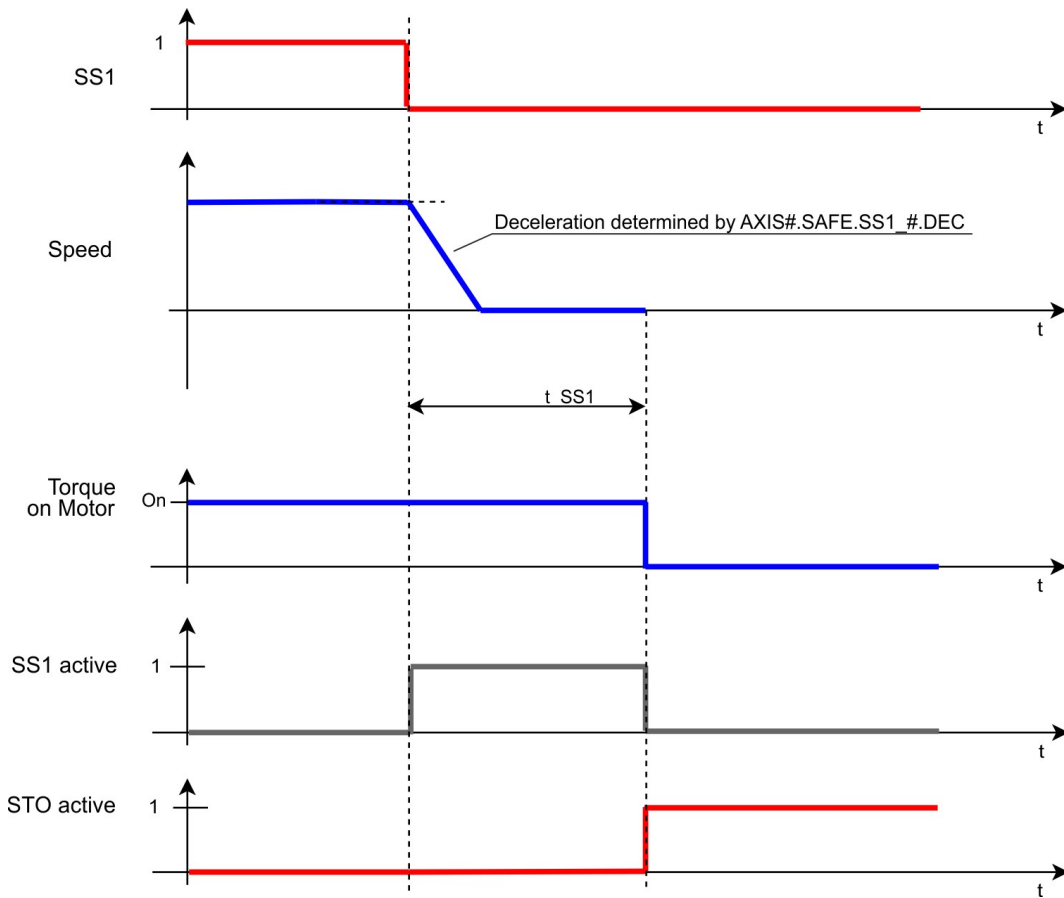 1
SS1
t
Speed
Deceleration determined by AXIS#.SAFE.SS1_#.DEC
t
t_SS1
Torque
on Motor
On
t
SS1 active
1
t
STO active
1
t